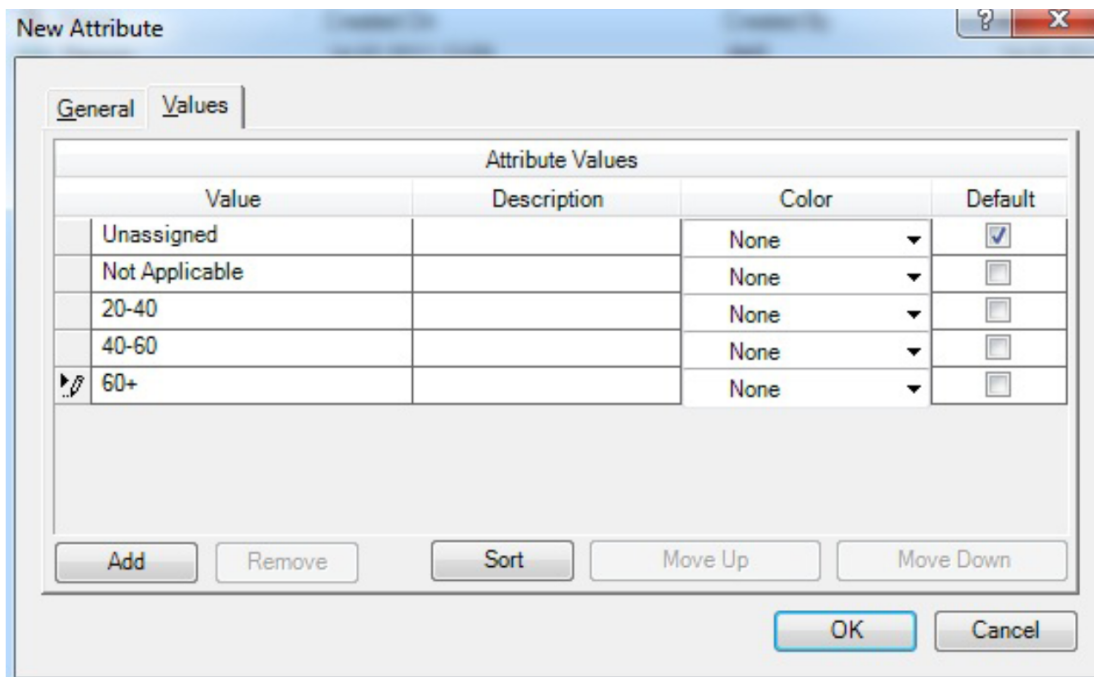 New Attribute
General Values
Attribute Values
Value Description Color Default
Unassigned None
Not Applicable None
20-40 None
40-60 None
60+ None
Add Remove Sort Move Up Move Down
OK Cancel